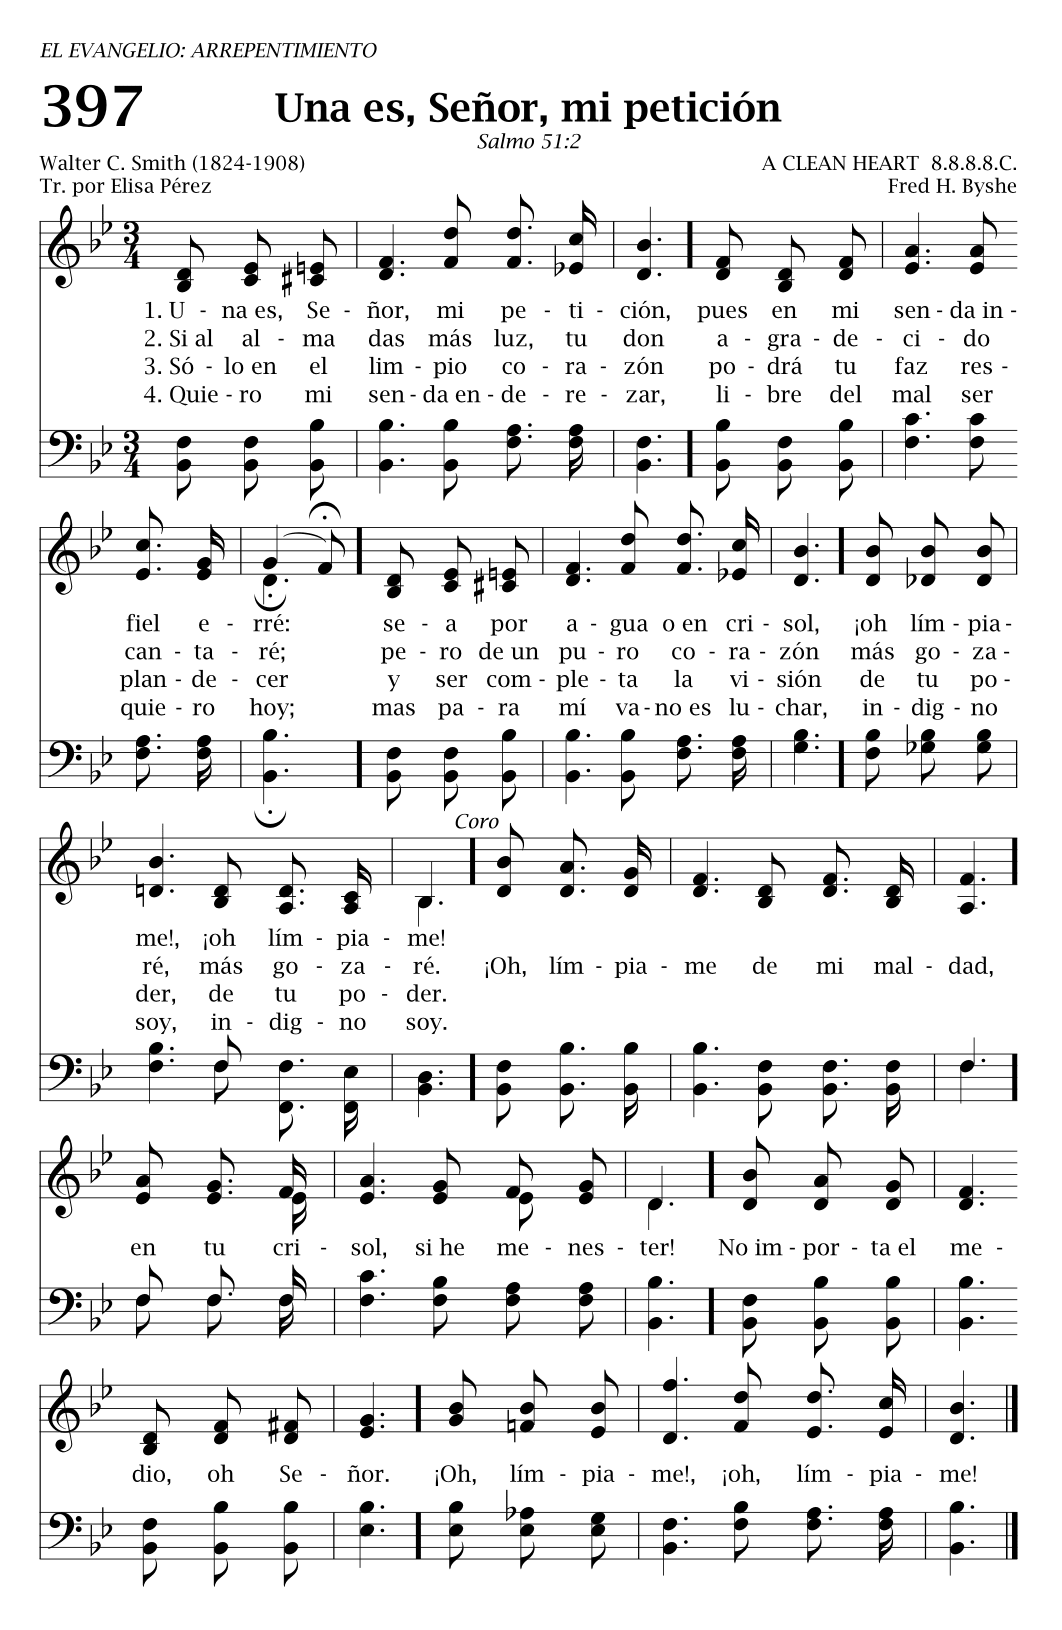 EL EVANGELIO: ARREPENTIMIENTO
397 Una es, Señor, mi petición
Salmo 51:2
Walter C. Smith (1824-1908) A CLEAN HEART 8.8.8.8.C.
Tr. por Elisa Pérez Fred H. Byshe
1. U - na es, Se - ñor, mi pe - ti - ción, pues en mi sen - da in -
2. Si al al - ma das más luz, tu don a - gra - de - ci - do
3. Só - lo en el lim - pio co - ra - zón po - drá tu faz res -
4. Quie - ro mi sen - da en - de - re - zar, li - bre del mal ser
fiel e - rré: se - a por a - gua o en cri - sol, ¡oh lím - pia -
can - ta - ré; pe - ro de un pu - ro co - ra - zón más go - za -
plan - de - cer y ser com - ple - ta la vi - sión de tu po -
quie - ro hoy; mas pa - ra mí va - no es lu - char, in - dig - no
Coro
me!, ¡oh lím - pia - me!
ré, más go - za - ré. ¡Oh, lím - pia - me de mi mal - dad,
der, de tu po - der.
soy, in - dig - no soy.
en tu cri - sol, si he me - nes - ter! No im - por - ta el me -
dio, oh Se - ñor. ¡Oh, lím - pia - me!, ¡oh, lím - pia - me!